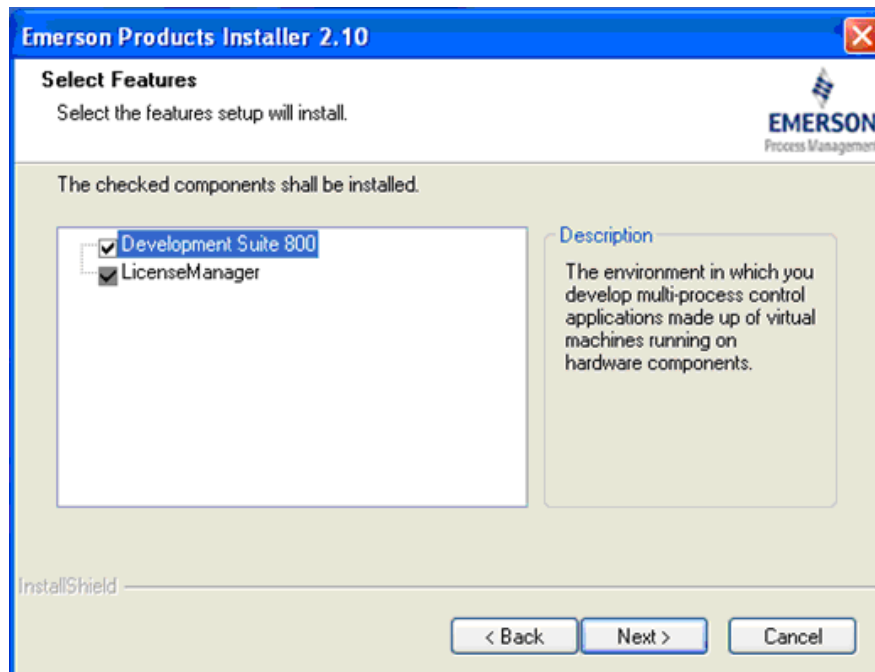 Emerson Products Installer 2.10
Select Features
Select the features setup will install.
EMERSON
Process Management
The checked components shall be installed.
Development Suite 800
LicenseManager
Description
The environment in which you
develop multi-process control
applications made up of virtual
machines running on
hardware components.
InstallShield
< Back
Next >
Cancel